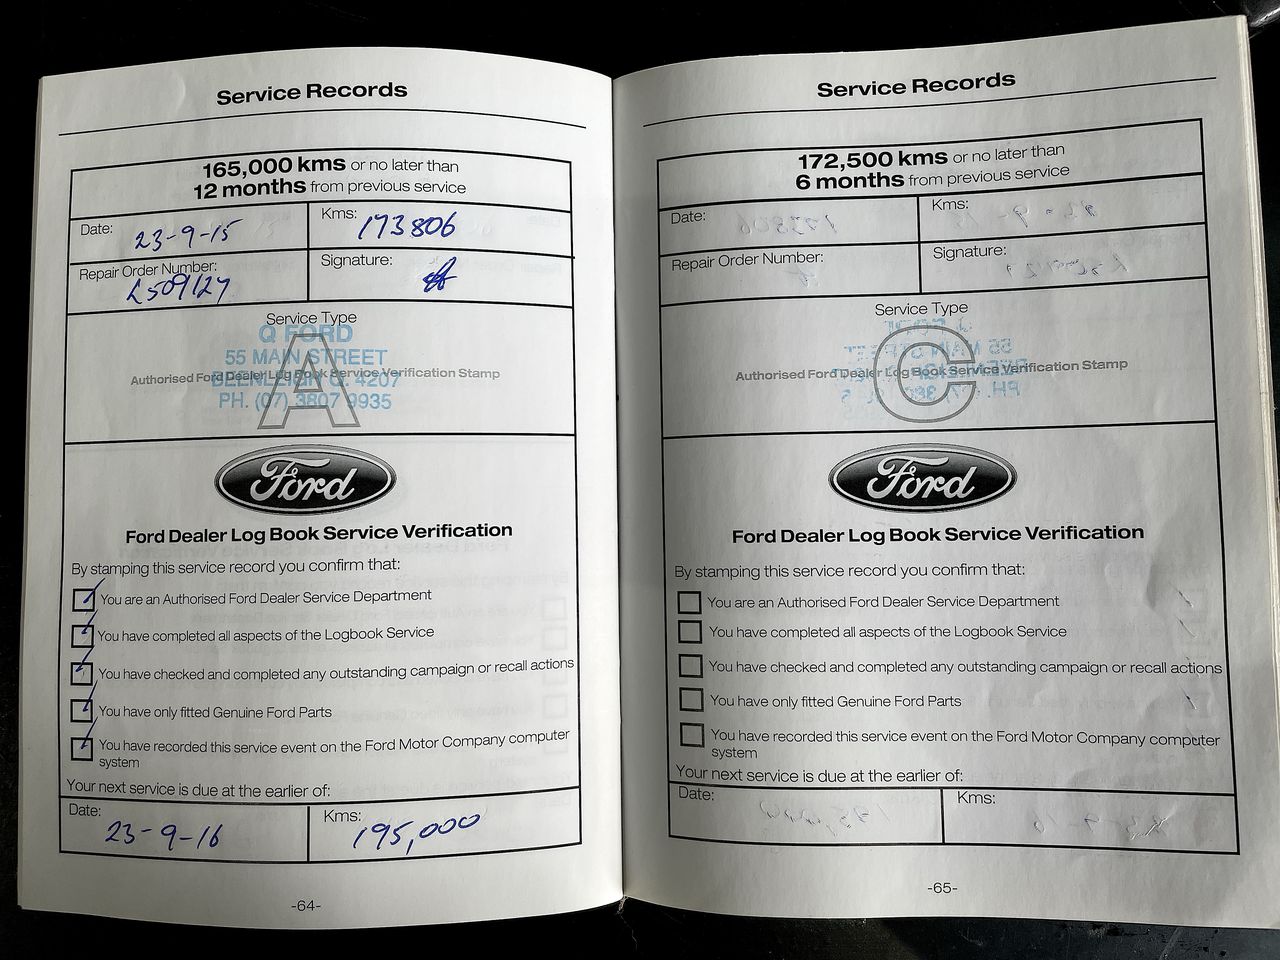 Service Records
165,000 kms or no later than
12 months from previous service
Date: 23-9-15 Kms: 173806
Repair Order Number: Signature:
L509127
Service Type
Q FORD
55 MAIN STREET
Authorised Ford Dealer Log Book Service Verification Stamp
BEENLEIGH Q. 4207
PH. (07) 3807 9935
A
Ford
Ford Dealer Log Book Service Verification
By stamping this service record you confirm that:
You are an Authorised Ford Dealer Service Department
You have completed all aspects of the Logbook Service
You have checked and completed any outstanding campaign or recall actions
You have only fitted Genuine Ford Parts
You have recorded this service event on the Ford Motor Company computer
system
Your next service is due at the earlier of:
Date: 23-9-16 Kms: 195,000
-64-
Service Records
172,500 kms or no later than
6 months from previous service
Date: Kms:
Repair Order Number: Signature:
Service Type
Authorised Ford Dealer Log Book Service Verification Stamp
C
Ford
Ford Dealer Log Book Service Verification
By stamping this service record you confirm that:
You are an Authorised Ford Dealer Service Department
You have completed all aspects of the Logbook Service
You have checked and completed any outstanding campaign or recall actions
You have only fitted Genuine Ford Parts
You have recorded this service event on the Ford Motor Company computer
system
Your next service is due at the earlier of:
Date: Kms:
-65-